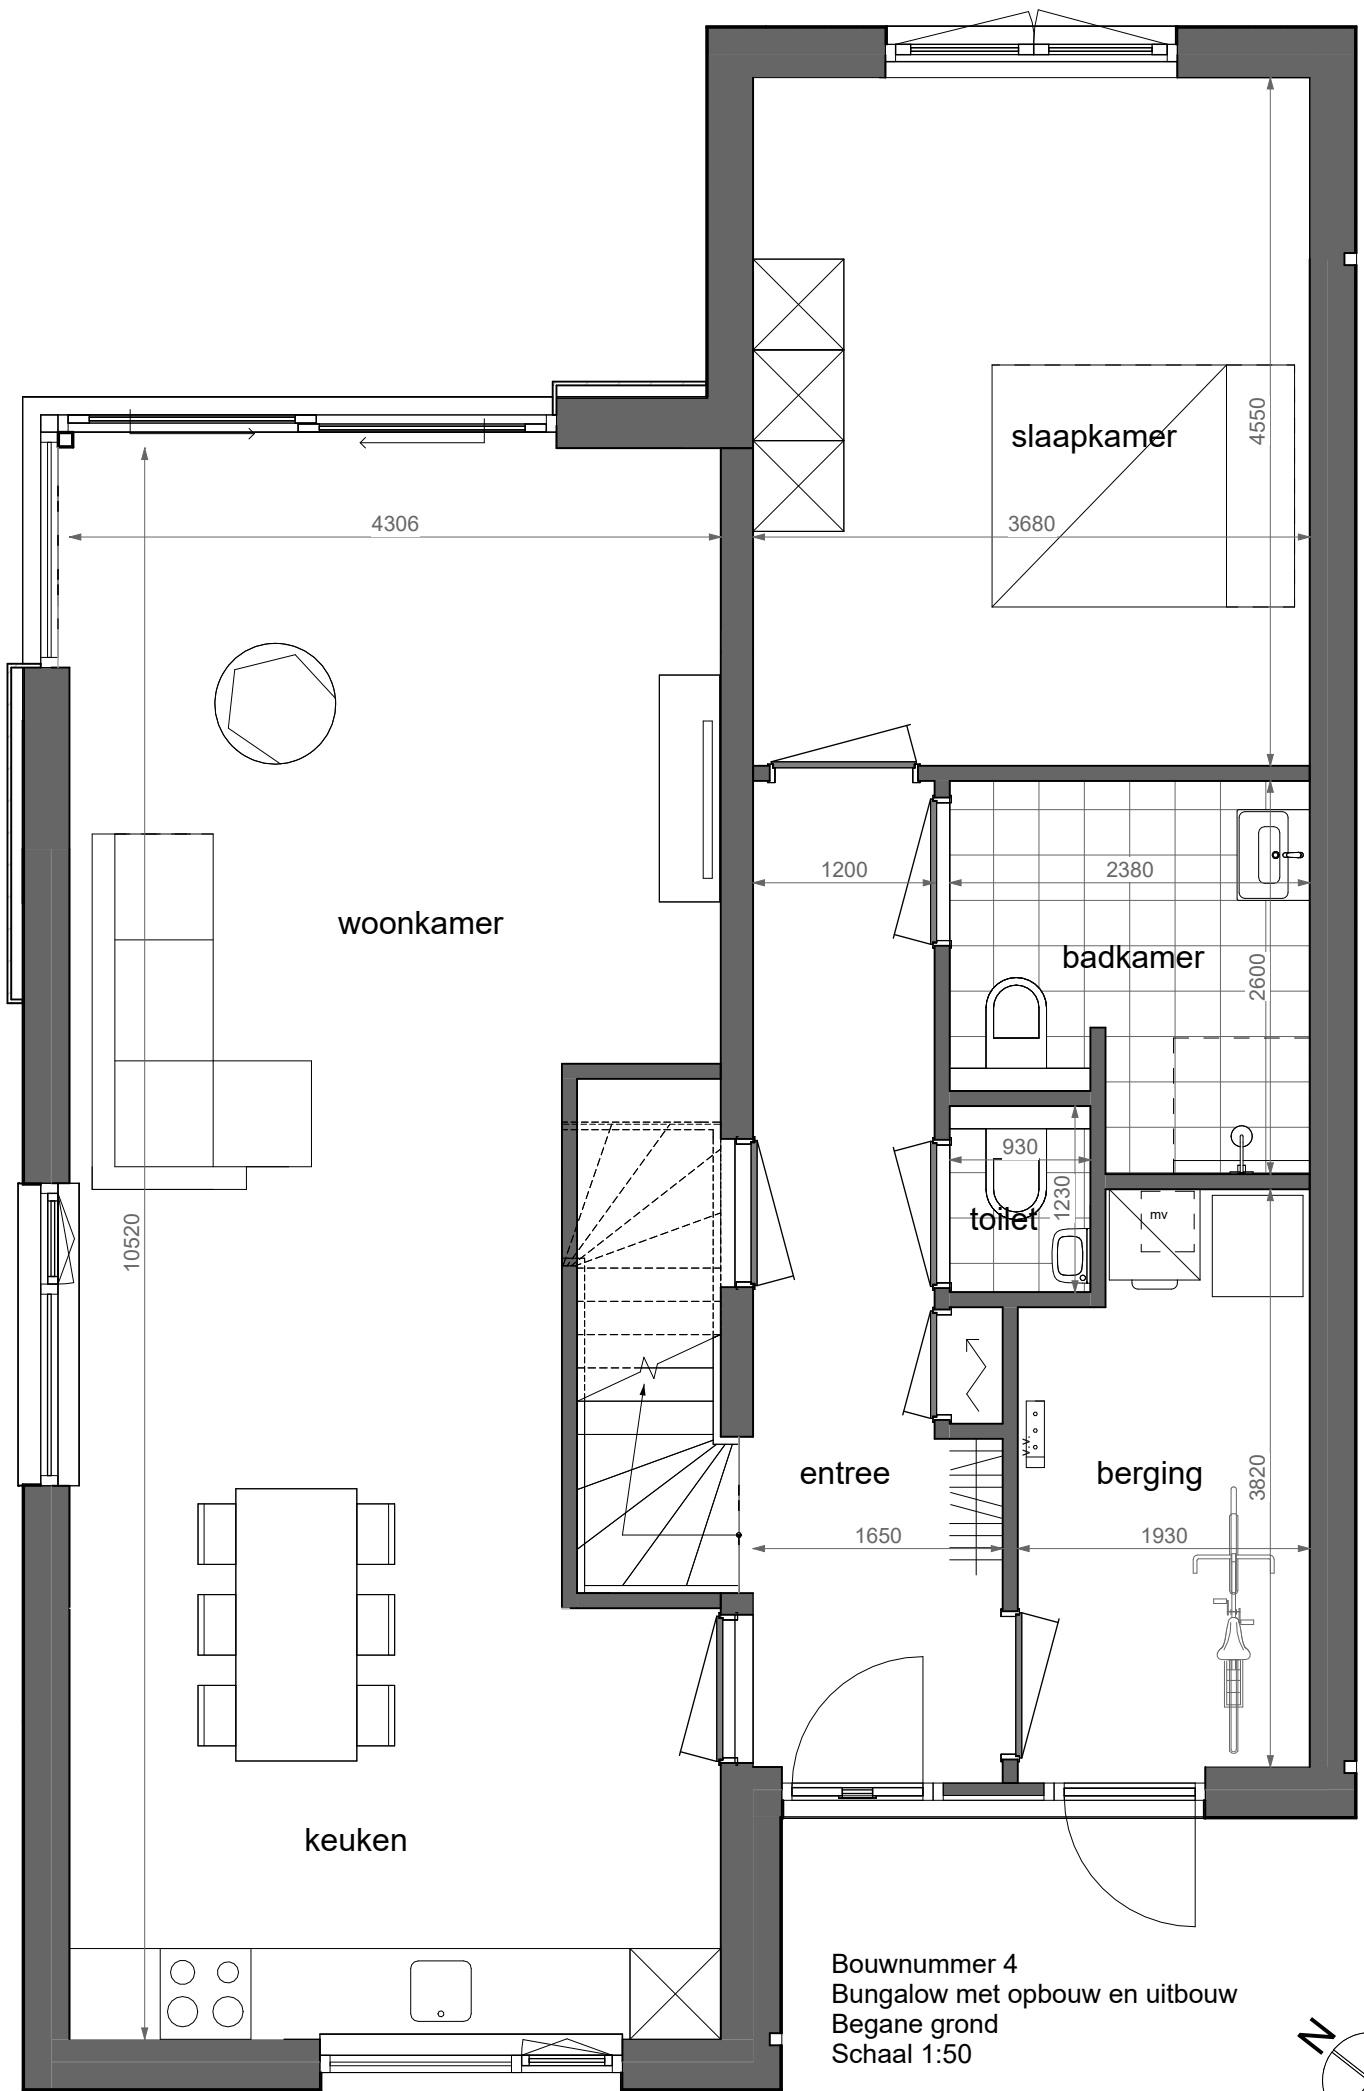 4550
slaapkamer
4306
3680
1200
2380
woonkamer
badkamer
2600
930
1230
toilet
mv
10520
v.v.
entree
berging
3820
1650
1930
keuken
Bouwnummer 4
Bungalow met opbouw en uitbouw
Begane grond
Schaal 1:50
N